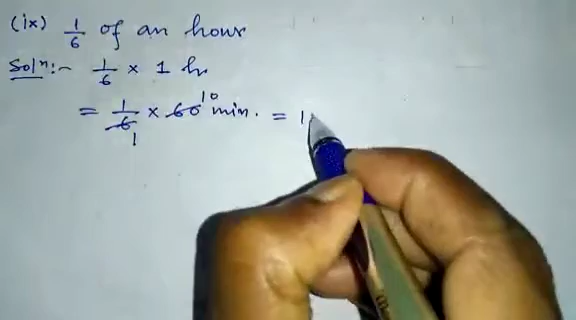 (ix) 1/6 of an hour
Solⁿ:- 1/6 × 1 hr
= 1/6 × 60 10 min. = 1
1